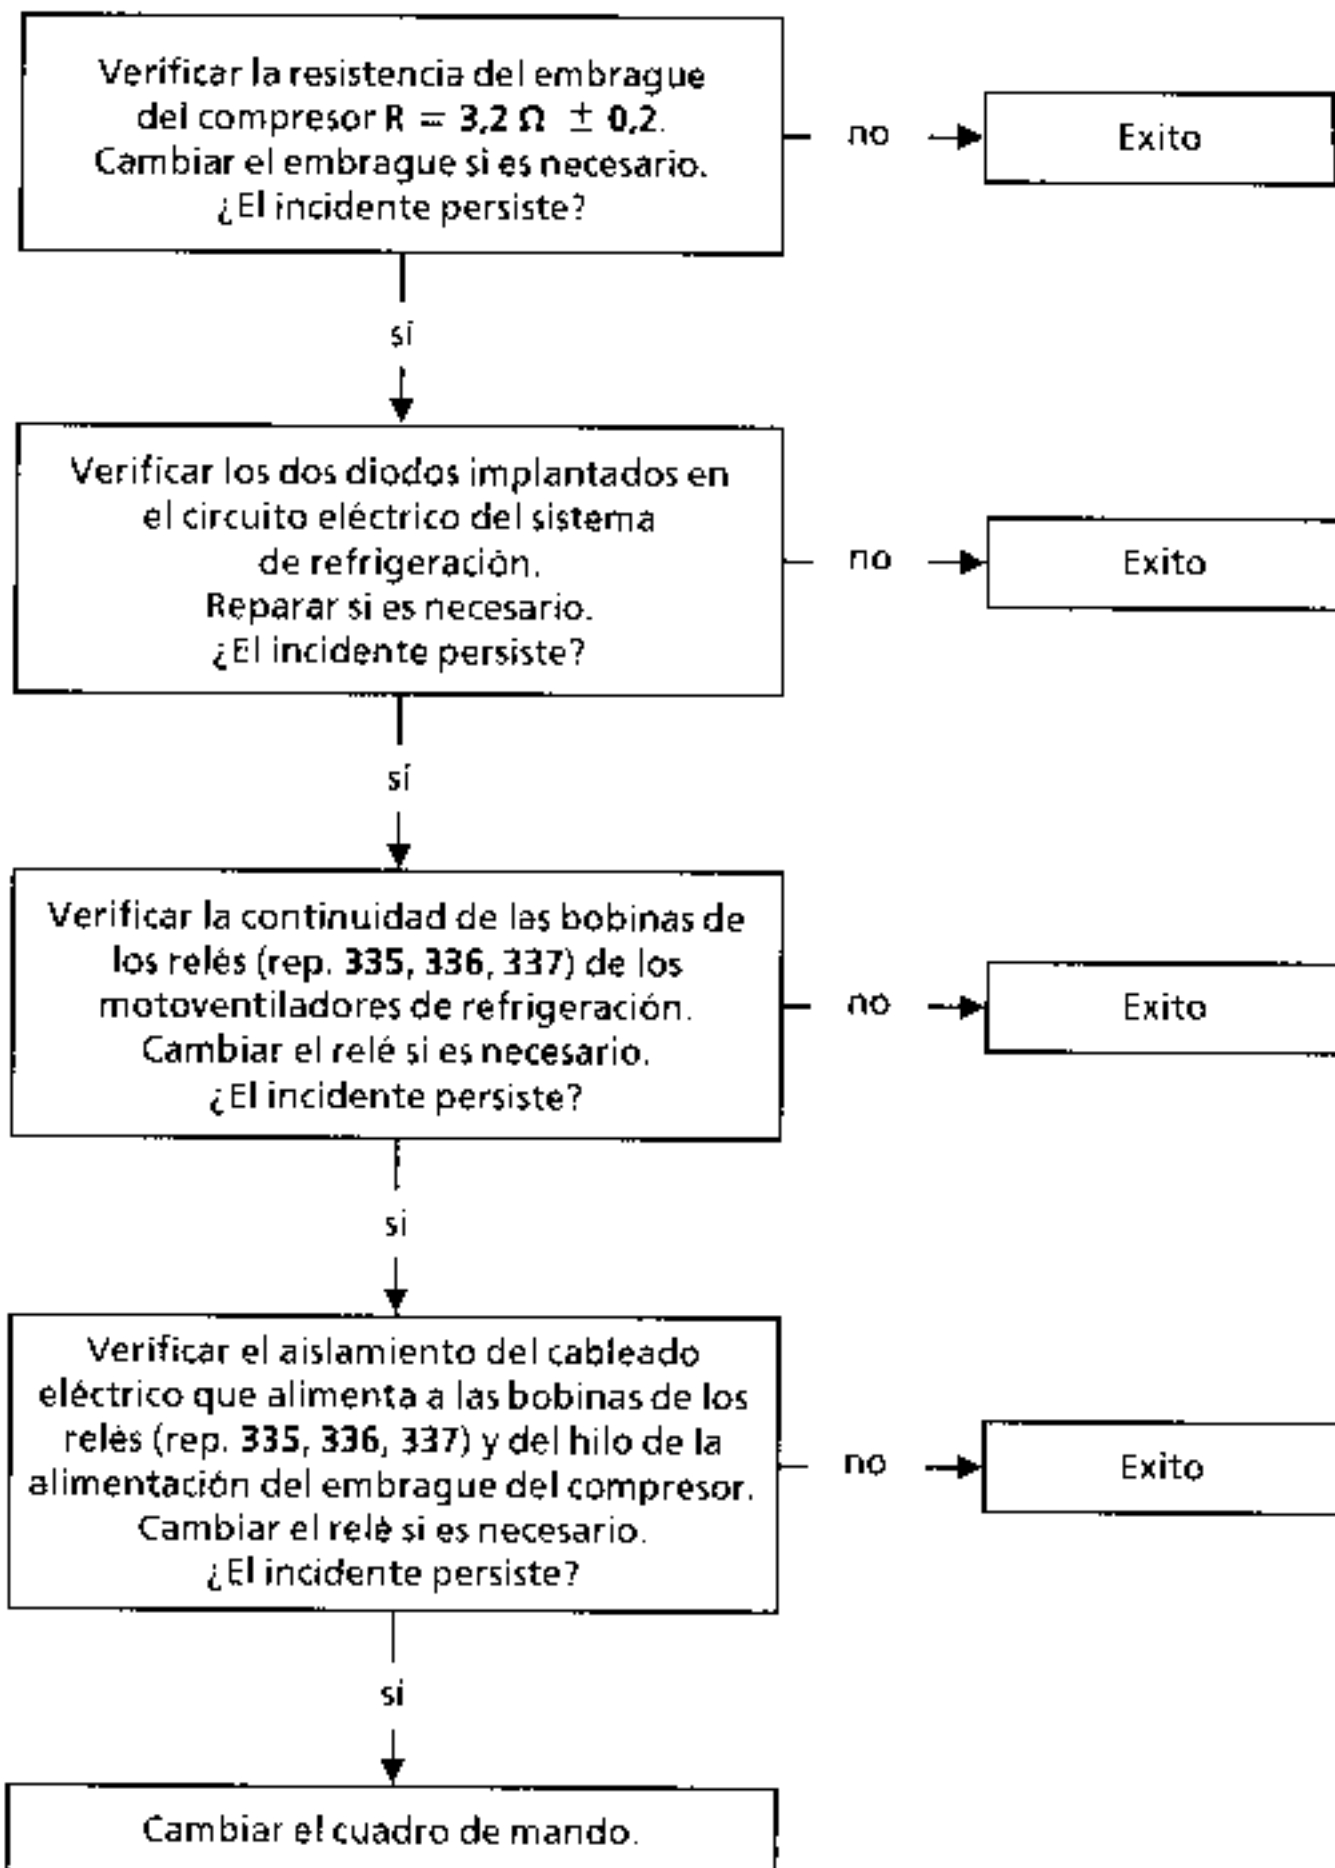 Verificar la resistencia del embrague
del compresor R = 3,2 Ω ± 0,2.
Cambiar el embrague si es necesario.
¿El incidente persiste?
no
Exito
sí
Verificar los dos diodos implantados en
el circuito eléctrico del sistema
de refrigeración.
Reparar si es necesario.
¿El incidente persiste?
no
Exito
sí
Verificar la continuidad de las bobinas de
los relés (rep. 335, 336, 337) de los
motoventiladores de refrigeración.
Cambiar el relé si es necesario.
¿El incidente persiste?
no
Exito
si
Verificar el aislamiento del cableado
eléctrico que alimenta a las bobinas de los
relés (rep. 335, 336, 337) y del hilo de la
alimentación del embrague del compresor.
Cambiar el relé si es necesario.
¿El incidente persiste?
no
Exito
si
Cambiar el cuadro de mando.